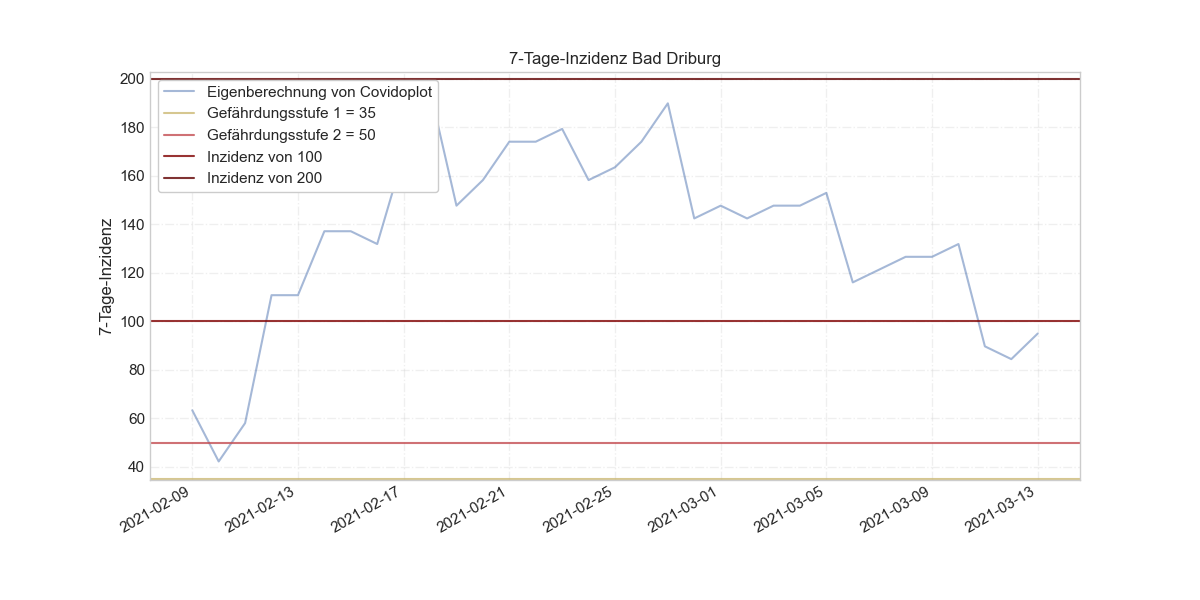 7-Tage-Inzidenz Bad Driburg
200
180
160
140
120
100
80
60
40
7-Tage-Inzidenz
Eigenberechnung von Covidoplot
Gefährdungsstufe 1 = 35
Gefährdungsstufe 2 = 50
Inzidenz von 100
Inzidenz von 200
2021-02-09
2021-02-13
2021-02-17
2021-02-21
2021-02-25
2021-03-01
2021-03-05
2021-03-09
2021-03-13